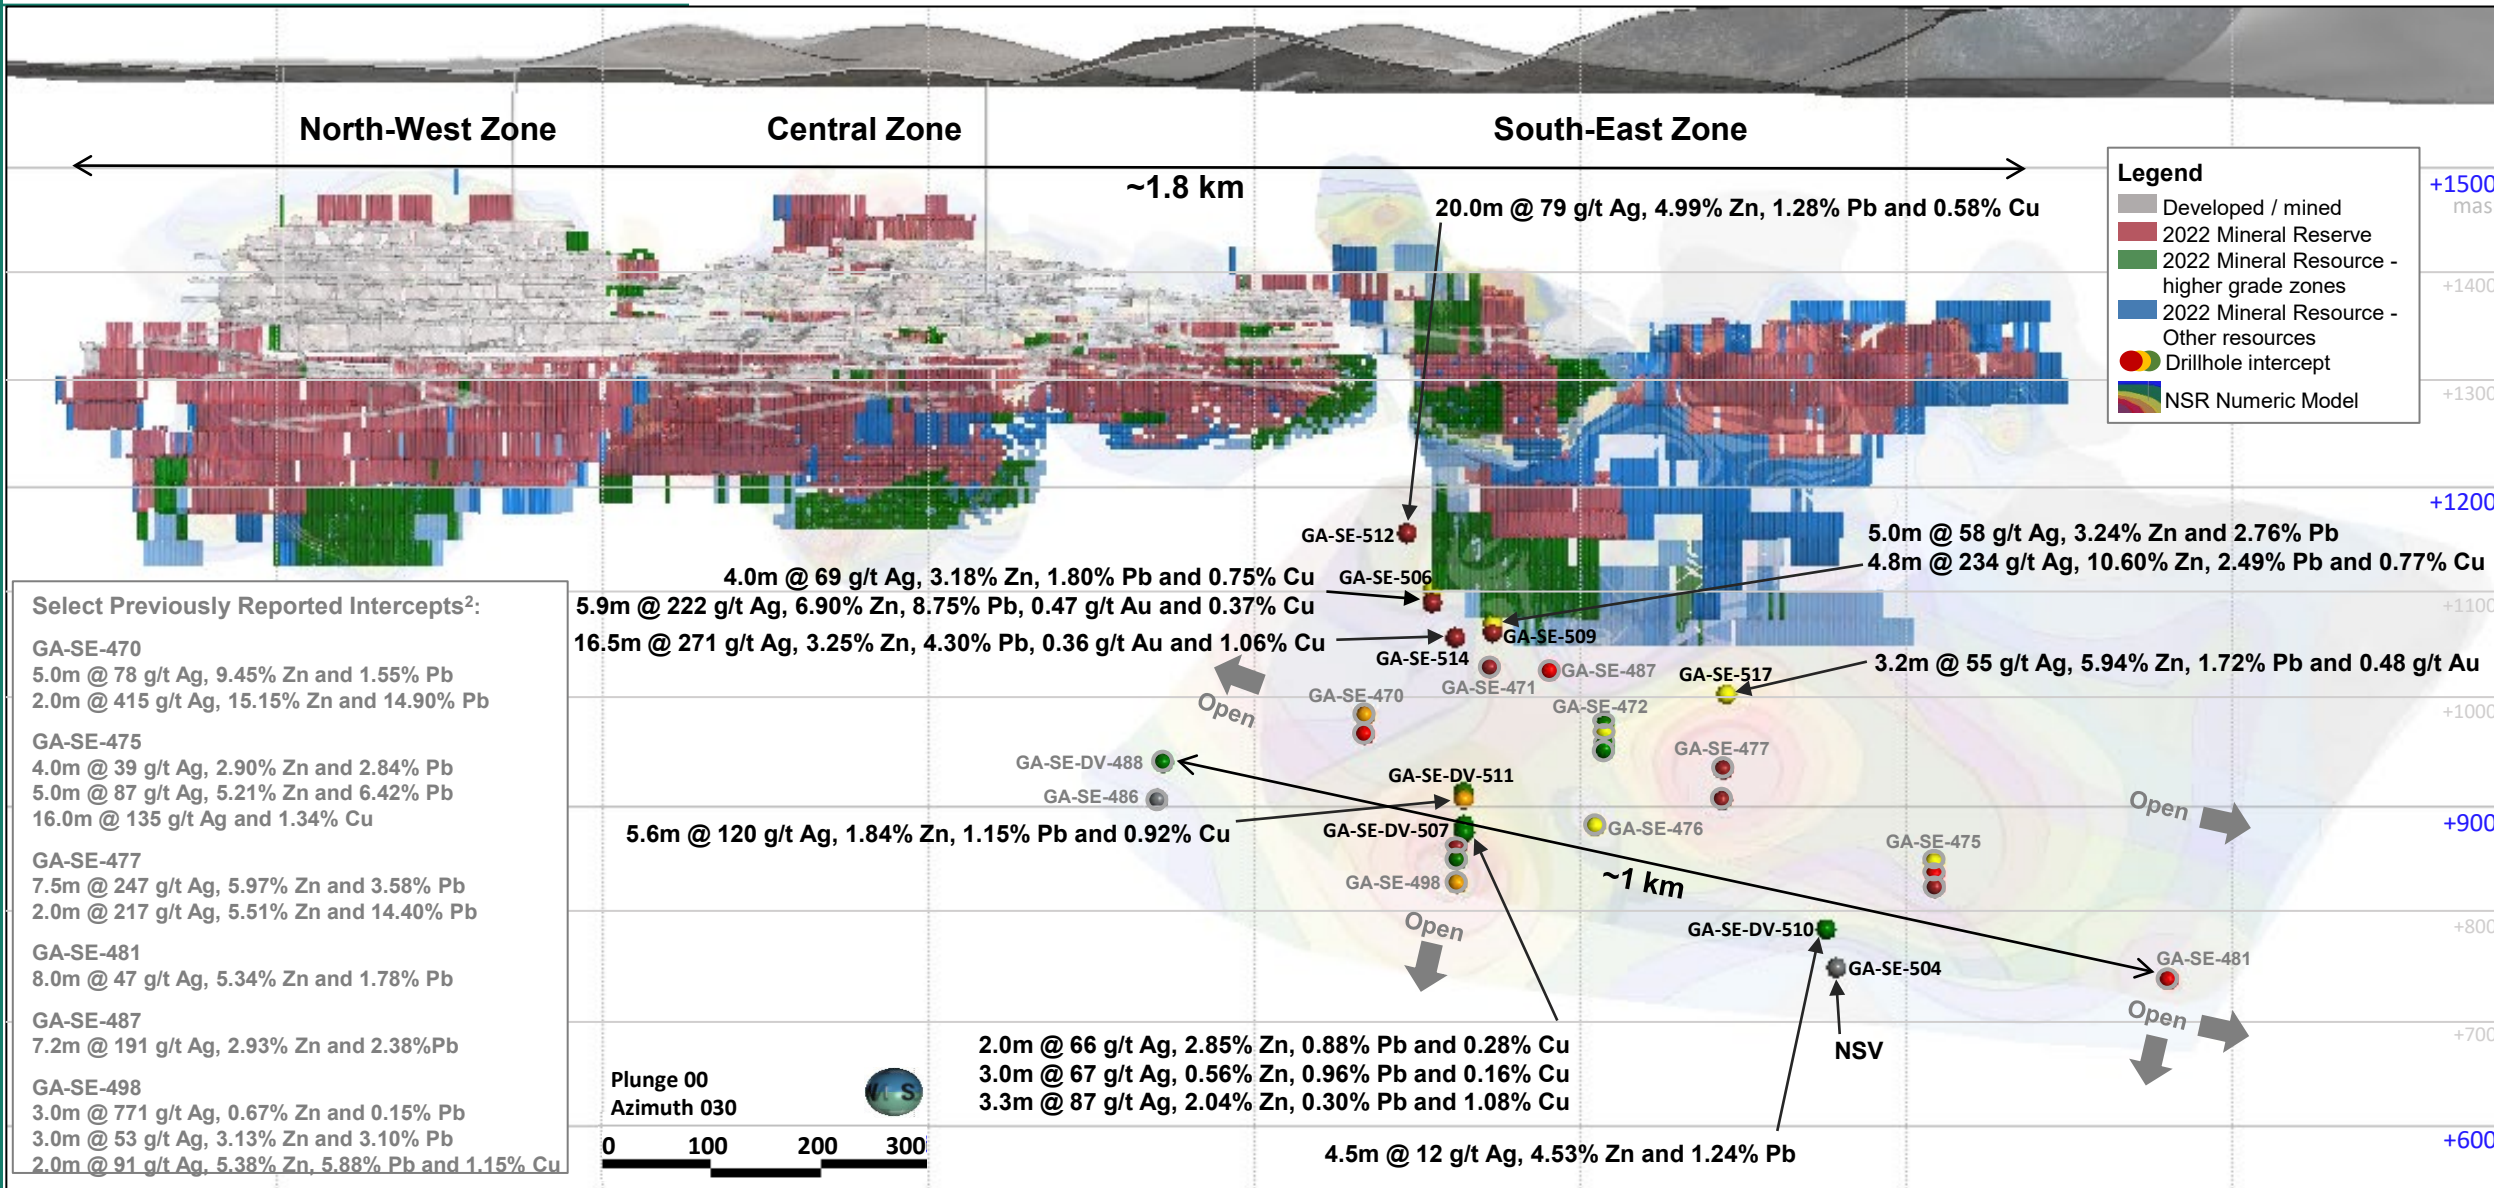 North-West Zone
Central Zone
South-East Zone
~1.8 km
Legend
Developed / mined
2022 Mineral Reserve
2022 Mineral Resource -
higher grade zones
2022 Mineral Resource -
Other resources
Drillhole intercept
NSR Numeric Model
+1500
mas
+1400
+1300
+1200
+1100
+1000
+900
+800
+700
+600
20.0m @ 79 g/t Ag, 4.99% Zn, 1.28% Pb and 0.58% Cu
GA-SE-512
5.0m @ 58 g/t Ag, 3.24% Zn and 2.76% Pb
4.8m @ 234 g/t Ag, 10.60% Zn, 2.49% Pb and 0.77% Cu
4.0m @ 69 g/t Ag, 3.18% Zn, 1.80% Pb and 0.75% Cu
5.9m @ 222 g/t Ag, 6.90% Zn, 8.75% Pb, 0.47 g/t Au and 0.37% Cu
GA-SE-506
16.5m @ 271 g/t Ag, 3.25% Zn, 4.30% Pb, 0.36 g/t Au and 1.06% Cu
GA-SE-509
GA-SE-514
3.2m @ 55 g/t Ag, 5.94% Zn, 1.72% Pb and 0.48 g/t Au
GA-SE-517
GA-SE-471
GA-SE-487
GA-SE-470
GA-SE-472
Open
GA-SE-477
GA-SE-DV-488
GA-SE-486
GA-SE-DV-511
5.6m @ 120 g/t Ag, 1.84% Zn, 1.15% Pb and 0.92% Cu
GA-SE-DV-507
GA-SE-476
GA-SE-475
Open
GA-SE-498
~1 km
Open
GA-SE-DV-510
GA-SE-504
GA-SE-481
Open
NSV
2.0m @ 66 g/t Ag, 2.85% Zn, 0.88% Pb and 0.28% Cu
3.0m @ 67 g/t Ag, 0.56% Zn, 0.96% Pb and 0.16% Cu
3.3m @ 87 g/t Ag, 2.04% Zn, 0.30% Pb and 1.08% Cu
4.5m @ 12 g/t Ag, 4.53% Zn and 1.24% Pb
Select Previously Reported Intercepts²:
GA-SE-470
5.0m @ 78 g/t Ag, 9.45% Zn and 1.55% Pb
2.0m @ 415 g/t Ag, 15.15% Zn and 14.90% Pb
GA-SE-475
4.0m @ 39 g/t Ag, 2.90% Zn and 2.84% Pb
5.0m @ 87 g/t Ag, 5.21% Zn and 6.42% Pb
16.0m @ 135 g/t Ag and 1.34% Cu
GA-SE-477
7.5m @ 247 g/t Ag, 5.97% Zn and 3.58% Pb
2.0m @ 217 g/t Ag, 5.51% Zn and 14.40% Pb
GA-SE-481
8.0m @ 47 g/t Ag, 5.34% Zn and 1.78% Pb
GA-SE-487
7.2m @ 191 g/t Ag, 2.93% Zn and 2.38%Pb
GA-SE-498
3.0m @ 771 g/t Ag, 0.67% Zn and 0.15% Pb
3.0m @ 53 g/t Ag, 3.13% Zn and 3.10% Pb
2.0m @ 91 g/t Ag, 5.38% Zn, 5.88% Pb and 1.15% Cu
Plunge 00
Azimuth 030
W S
0 100 200 300